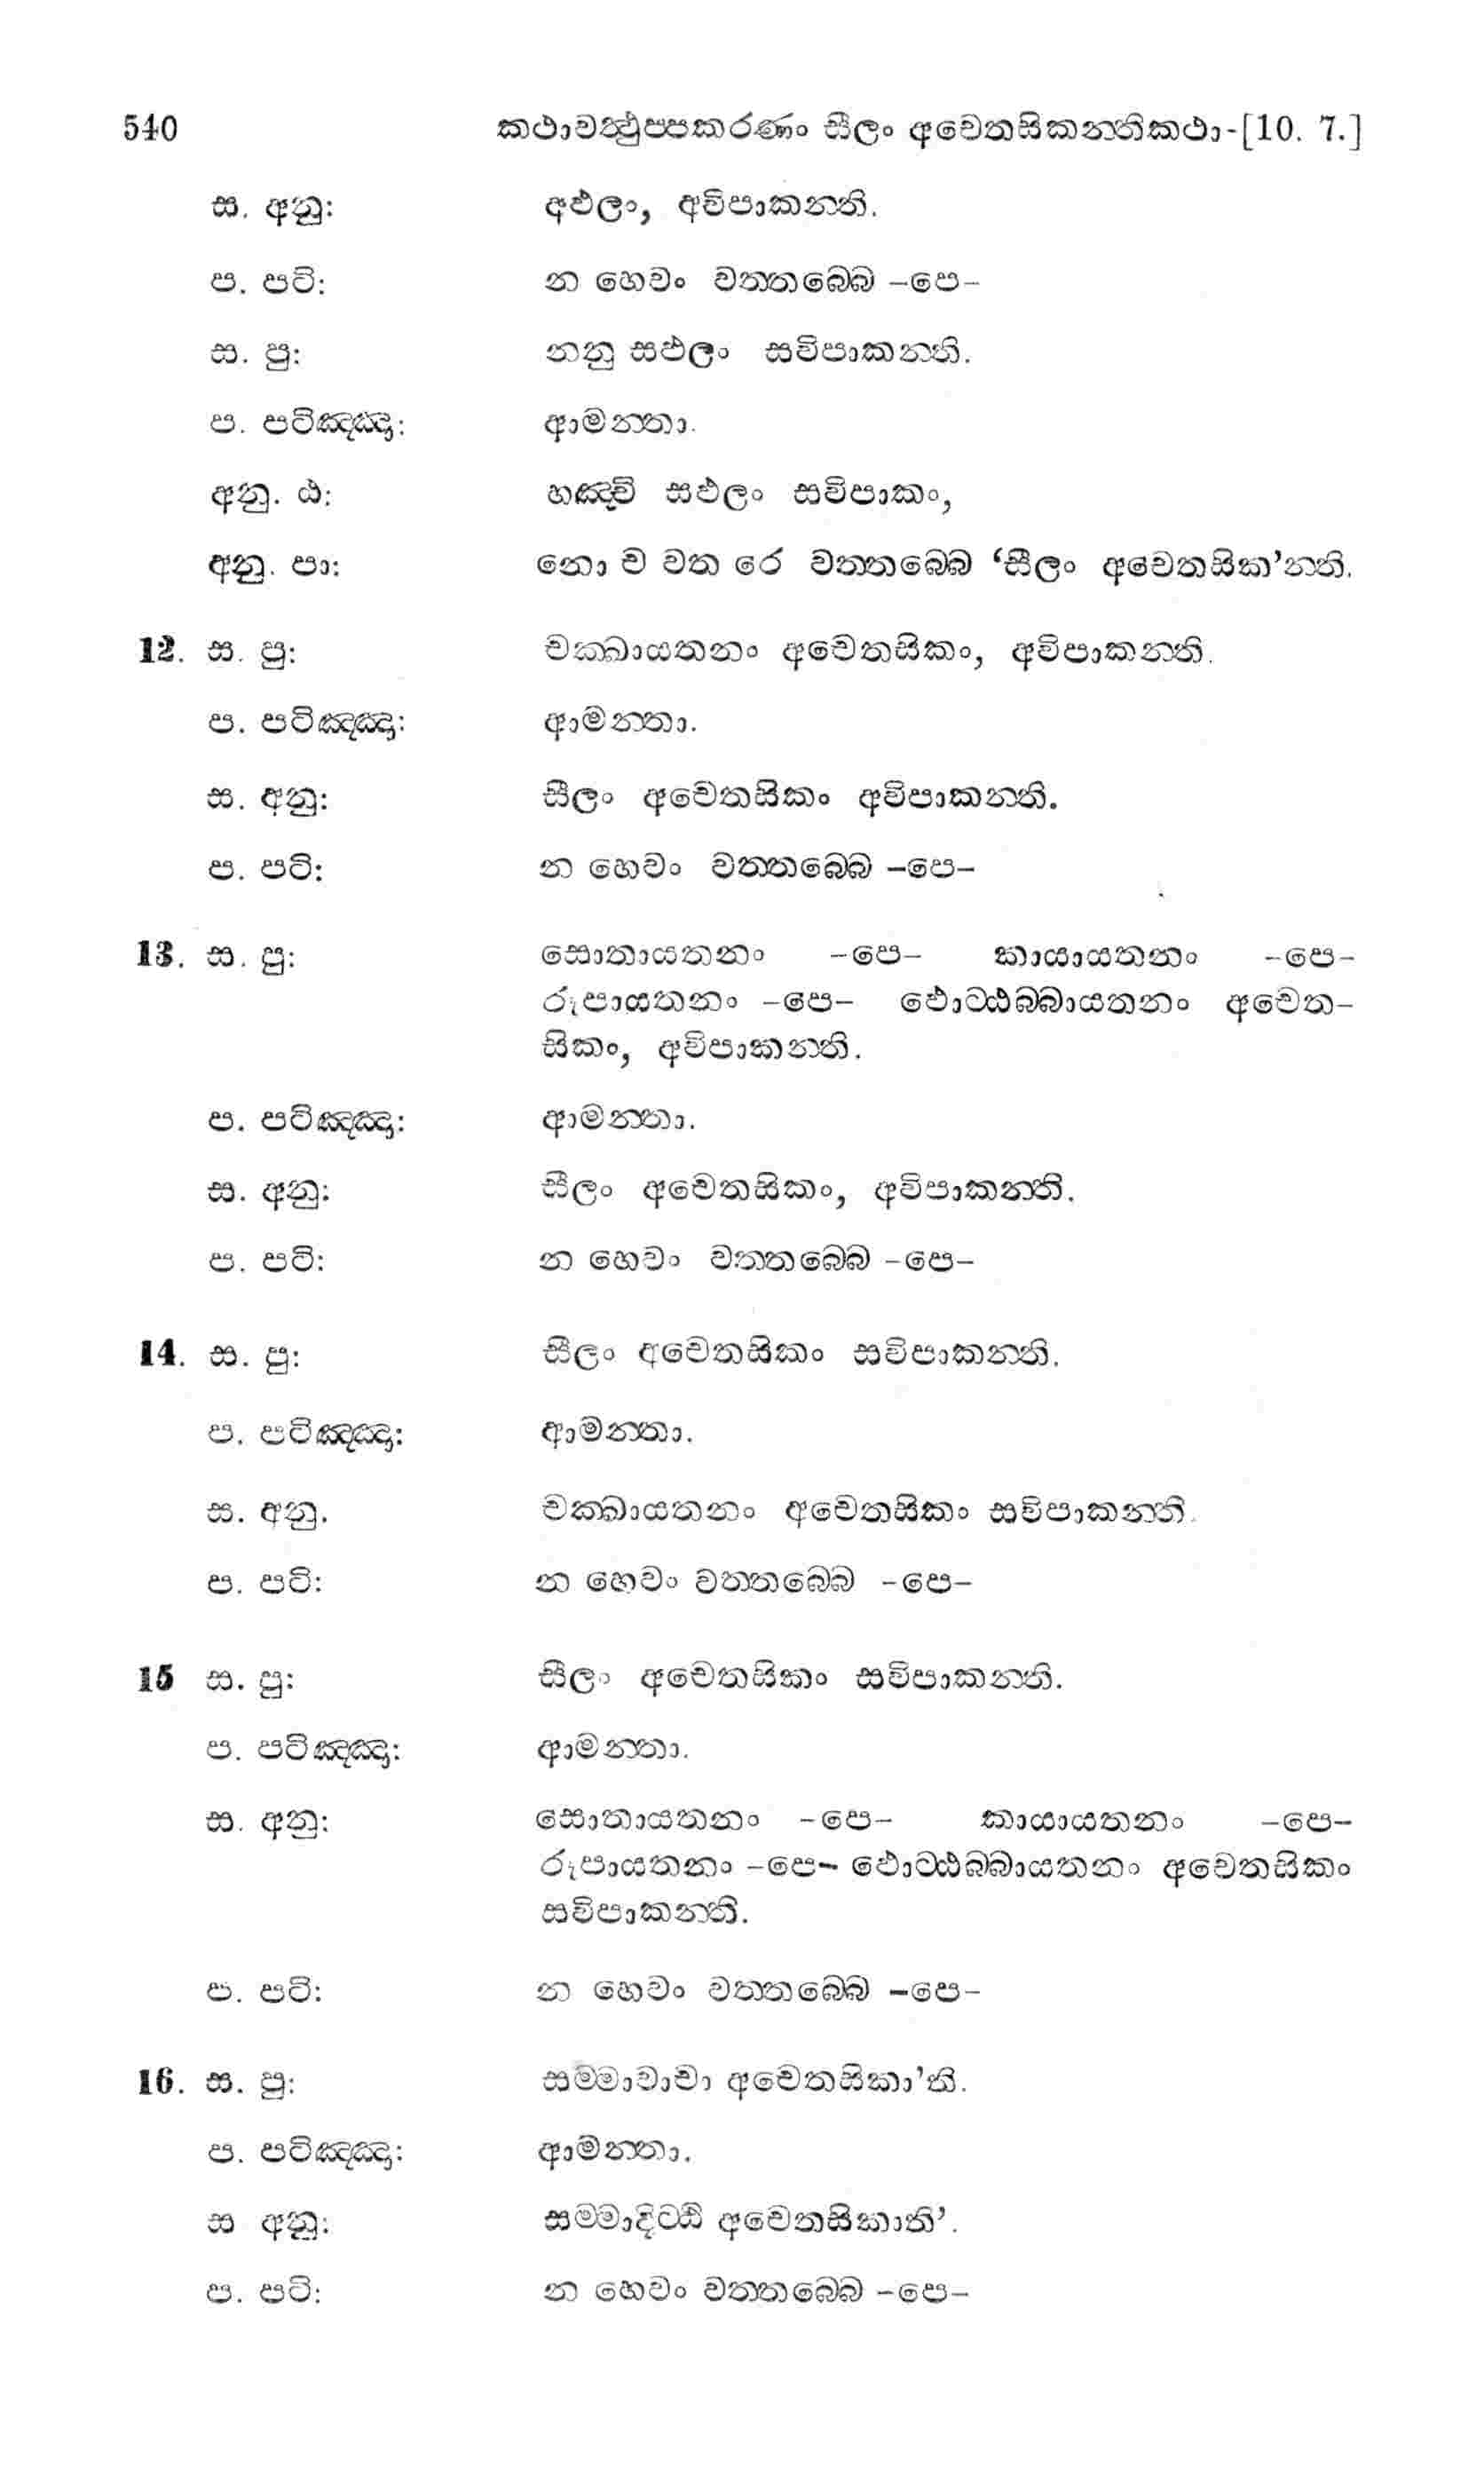 540 කථාවත්ථුප්පකරණං සීලං අචෙතසිකන්තිකථා-[10. 7.]
ස. අනු: අඵලං, අවිපාකන්ති.
ප. පටි: න හෙවං වත්තබ්බෙ -පෙ-
ස. පු: නනු සඵලං සවිපාකන්ති.
ප. පටිඤ්ඤා: ආමන්තා.
අනු. ඨ: හඤ්චි සඵලං සවිපාකං,
අනු. පා: නො ච වත රෙ වත්තබ්බෙ ‘සීලං අචෙතසික’න්ති.
12. ස. පු: චක්ඛායතනං අචෙතසිකං, අවිපාකන්ති.
ප. පටිඤ්ඤා: ආමන්තා.
ස. අනු: සීලං අචෙතසිකං අවිපාකන්ති.
ප. පටි: න හෙවං වත්තබ්බෙ -පෙ-
13. ස. පු: සොතායතනං -පෙ- කායායතනං -පෙ-
රූපායතනං -පෙ- ඵොට්ඨබ්බායතනං අචෙත-
සිකං, අවිපාකන්ති.
ප. පටිඤ්ඤා: ආමන්තා.
ස. අනු: සීලං අචෙතසිකං, අවිපාකන්ති.
ප. පටි: න හෙවං වත්තබ්බෙ -පෙ-
14. ස. පු: සීලං අචෙතසිකං සවිපාකන්ති.
ප. පටිඤ්ඤා: ආමන්තා.
ස. අනු. චක්ඛායතනං අචෙතසිකං සවිපාකන්ති.
ප. පටි: න හෙවං වත්තබ්බෙ -පෙ-
15 ස. පු: සීලං අචෙතසිකං සවිපාකන්ති.
ප. පටිඤ්ඤා: ආමන්තා.
ස. අනු: සොතායතනං -පෙ- කායායතනං -පෙ-
රූපායතනං -පෙ- ඵොට්ඨබ්බායතනං අචෙතසිකං
සවිපාකන්ති.
ප. පටි: න හෙවං වත්තබ්බෙ -පෙ-
16. ස. පු: සම්මාවාචා අචෙතසිකා’ති.
ප. පටිඤ්ඤා: ආමන්තා.
ස අනු: සම්මාදිට්ඨි අචෙතසිකාති’.
ප. පටි: න හෙවං වත්තබ්බෙ -පෙ-